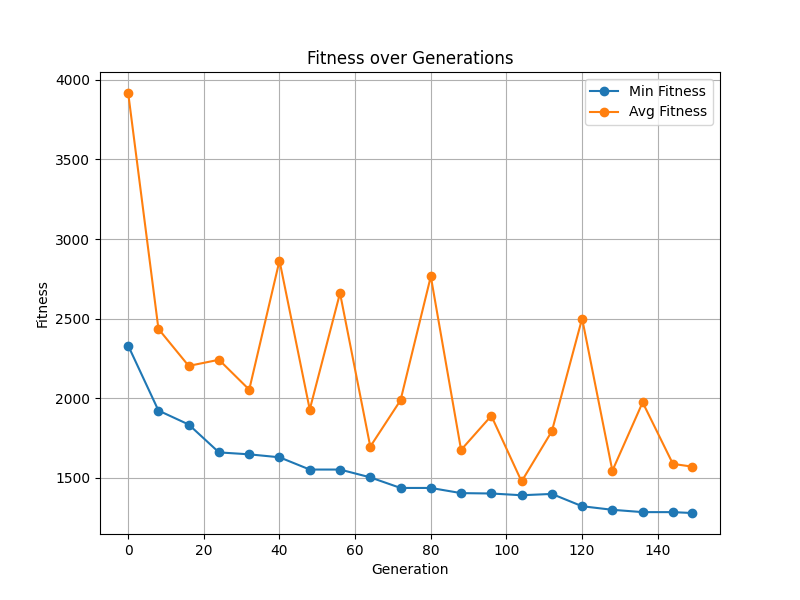 Fitness over Generations
Min Fitness
Avg Fitness
4000
3500
3000
2500
2000
1500
Fitness
0 20 40 60 80 100 120 140
Generation